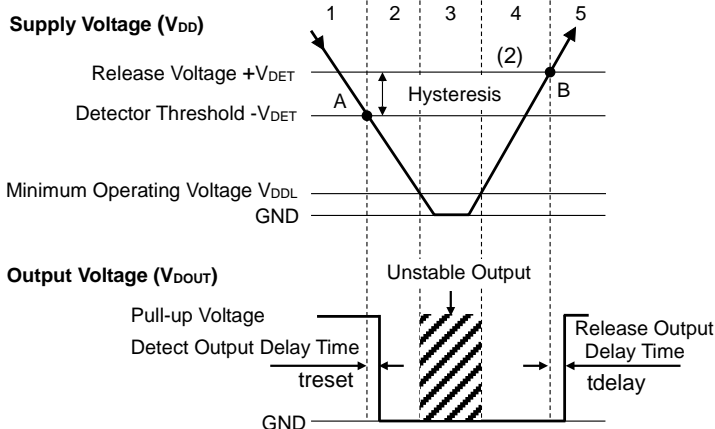 1 2 3 4 5
Supply Voltage (VDD)
(2)
Release Voltage +VDET
A
Hysteresis
B
Detector Threshold -VDET
Minimum Operating Voltage VDDL
GND
Output Voltage (VDOUT)
Unstable Output
Pull-up Voltage
Release Output
Detect Output Delay Time
Delay Time
treset
tdelay
GND